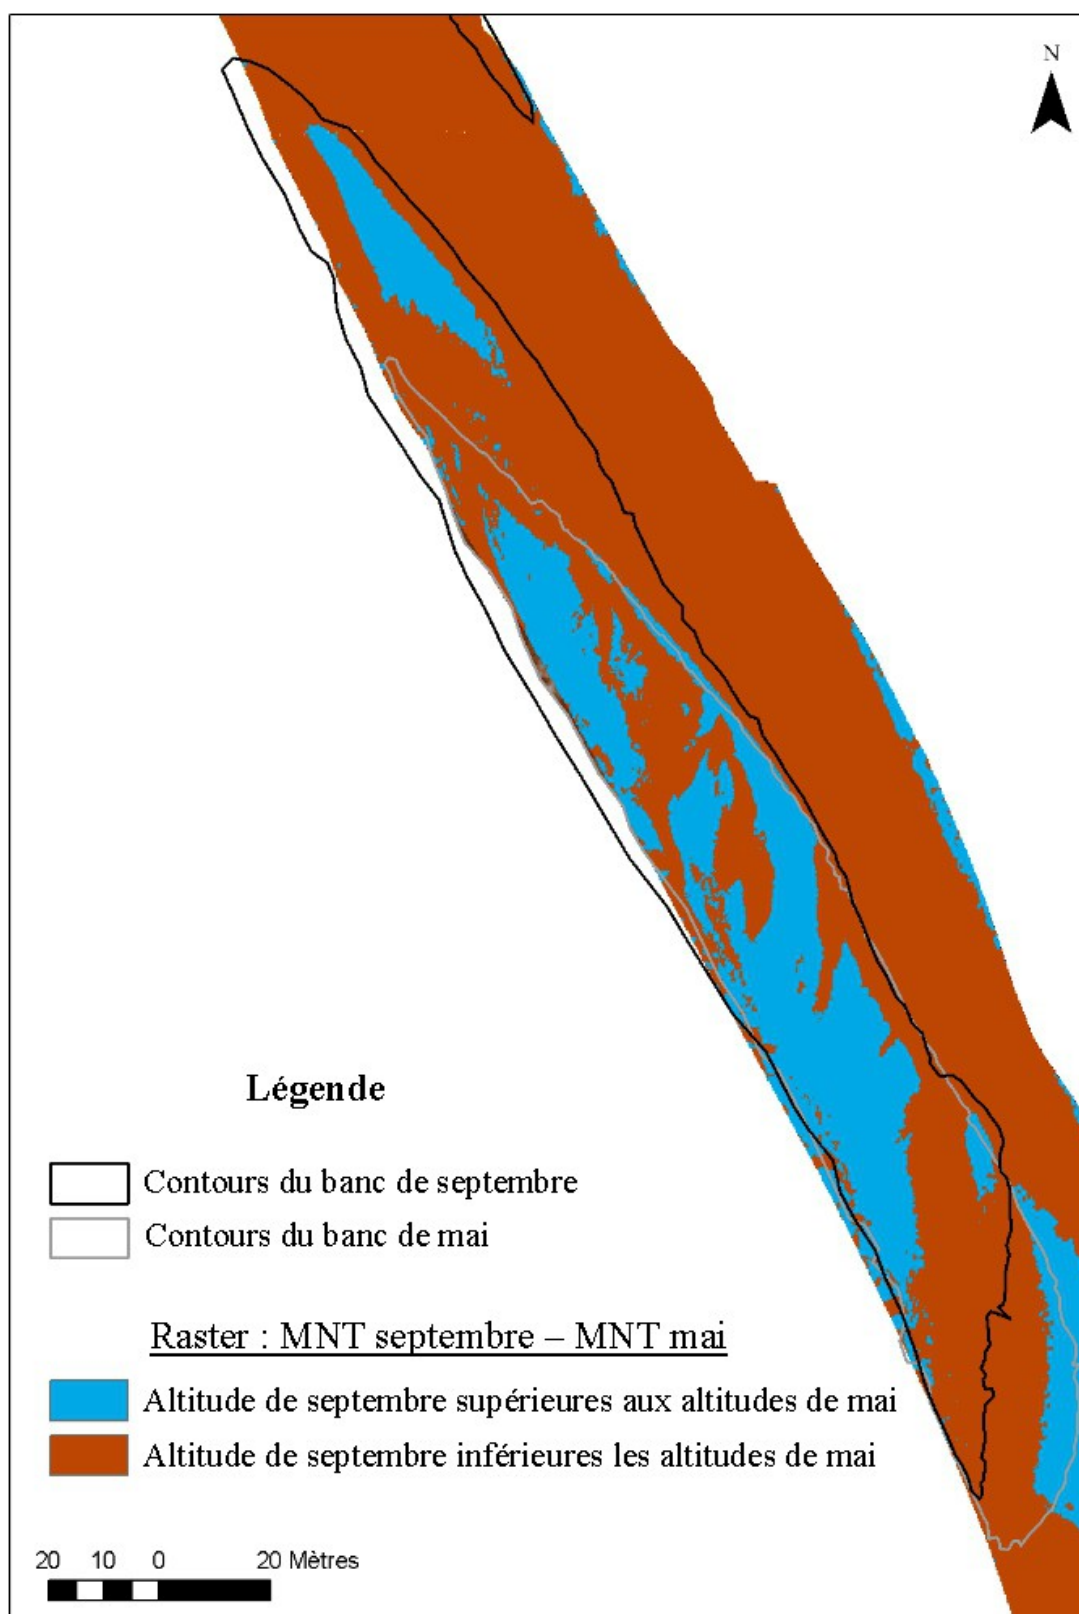 N
Légende
Contours du banc de septembre
Contours du banc de mai
Raster : MNT septembre – MNT mai
Altitude de septembre supérieures aux altitudes de mai
Altitude de septembre inférieures les altitudes de mai
20 10 0 20 Mètres